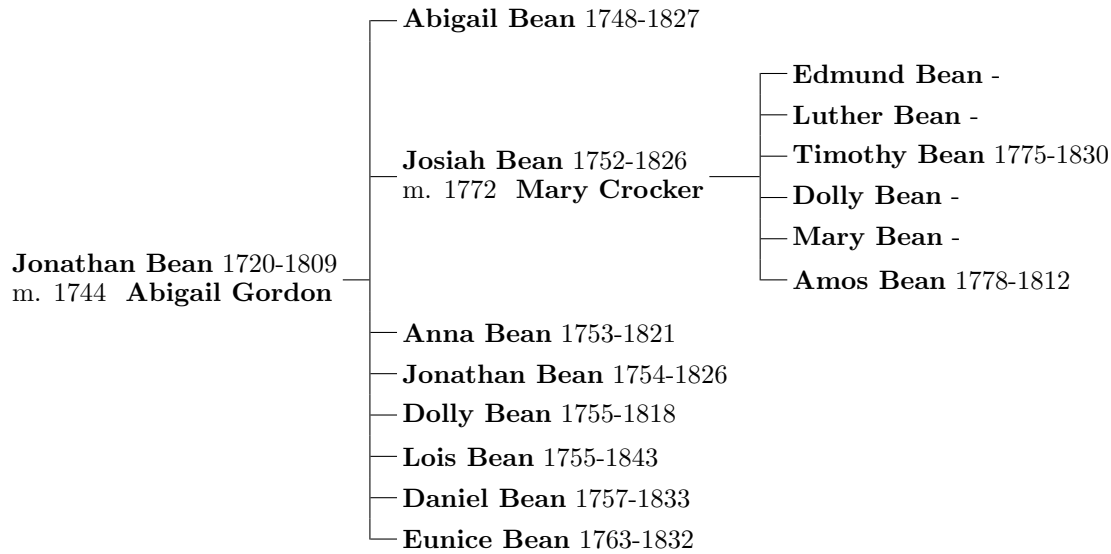 Abigail Bean 1748-1827
Edmund Bean -
Luther Bean -
Timothy Bean 1775-1830
Josiah Bean 1752-1826
m. 1772 Mary Crocker
Dolly Bean -
Mary Bean -
Amos Bean 1778-1812
Jonathan Bean 1720-1809
m. 1744 Abigail Gordon
Anna Bean 1753-1821
Jonathan Bean 1754-1826
Dolly Bean 1755-1818
Lois Bean 1755-1843
Daniel Bean 1757-1833
Eunice Bean 1763-1832